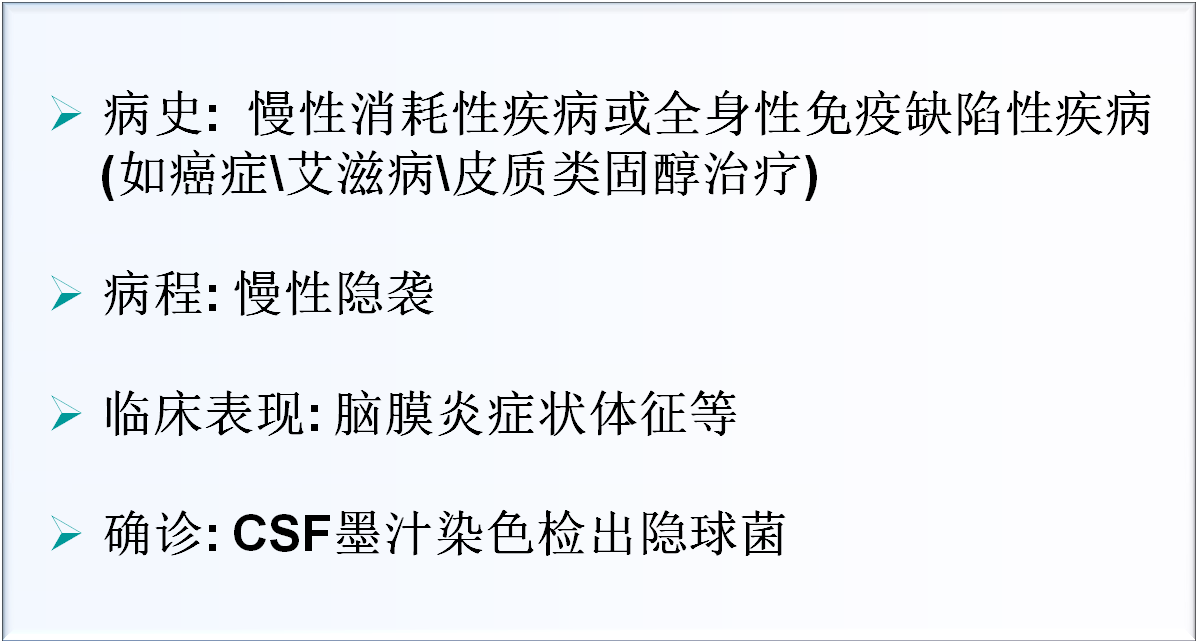 病史: 慢性消耗性疾病或全身性免疫缺陷性疾病
(如癌症\艾滋病\皮质类固醇治疗)
病程: 慢性隐袭
临床表现: 脑膜炎症状体征等
确诊: CSF墨汁染色检出隐球菌